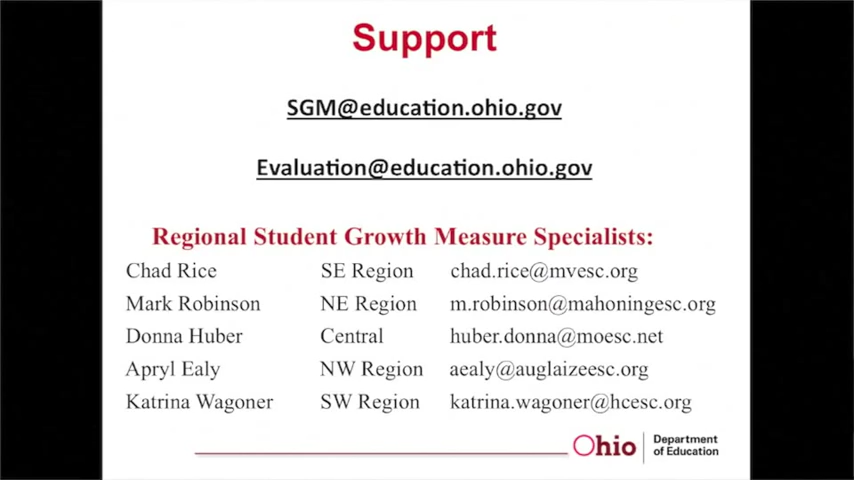 Support
SGM@education.ohio.gov
Evaluation@education.ohio.gov
Regional Student Growth Measure Specialists:
Chad Rice SE Region chad.rice@mvesc.org
Mark Robinson NE Region m.robinson@mahoningesc.org
Donna Huber Central huber.donna@moesc.net
Apryl Ealy NW Region aealy@auglaizeesc.org
Katrina Wagoner SW Region katrina.wagoner@hcesc.org
Ohio Department
of Education